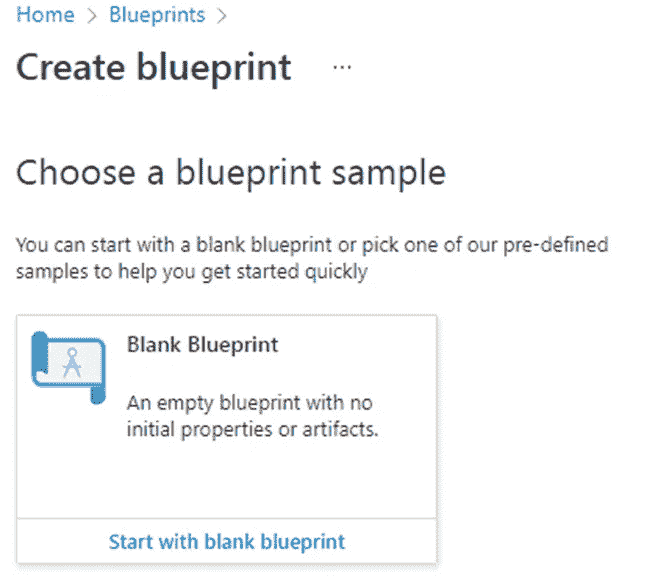 Home > Blueprints >
Create blueprint ...
Choose a blueprint sample
You can start with a blank blueprint or pick one of our pre-defined
samples to help you get started quickly
Blank Blueprint
An empty blueprint with no
initial properties or artifacts.
Start with blank blueprint